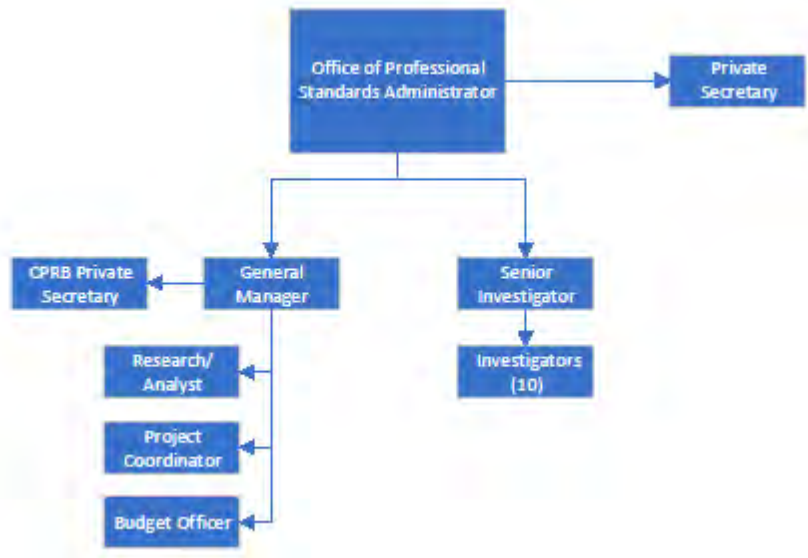 Office of Professional
Standards Administrator
Private
Secretary
CPRB Private
Secretary
General
Manager
Senior
Investigator
Research/
Analyst
Investigators
(10)
Project
Coordinator
Budget Officer